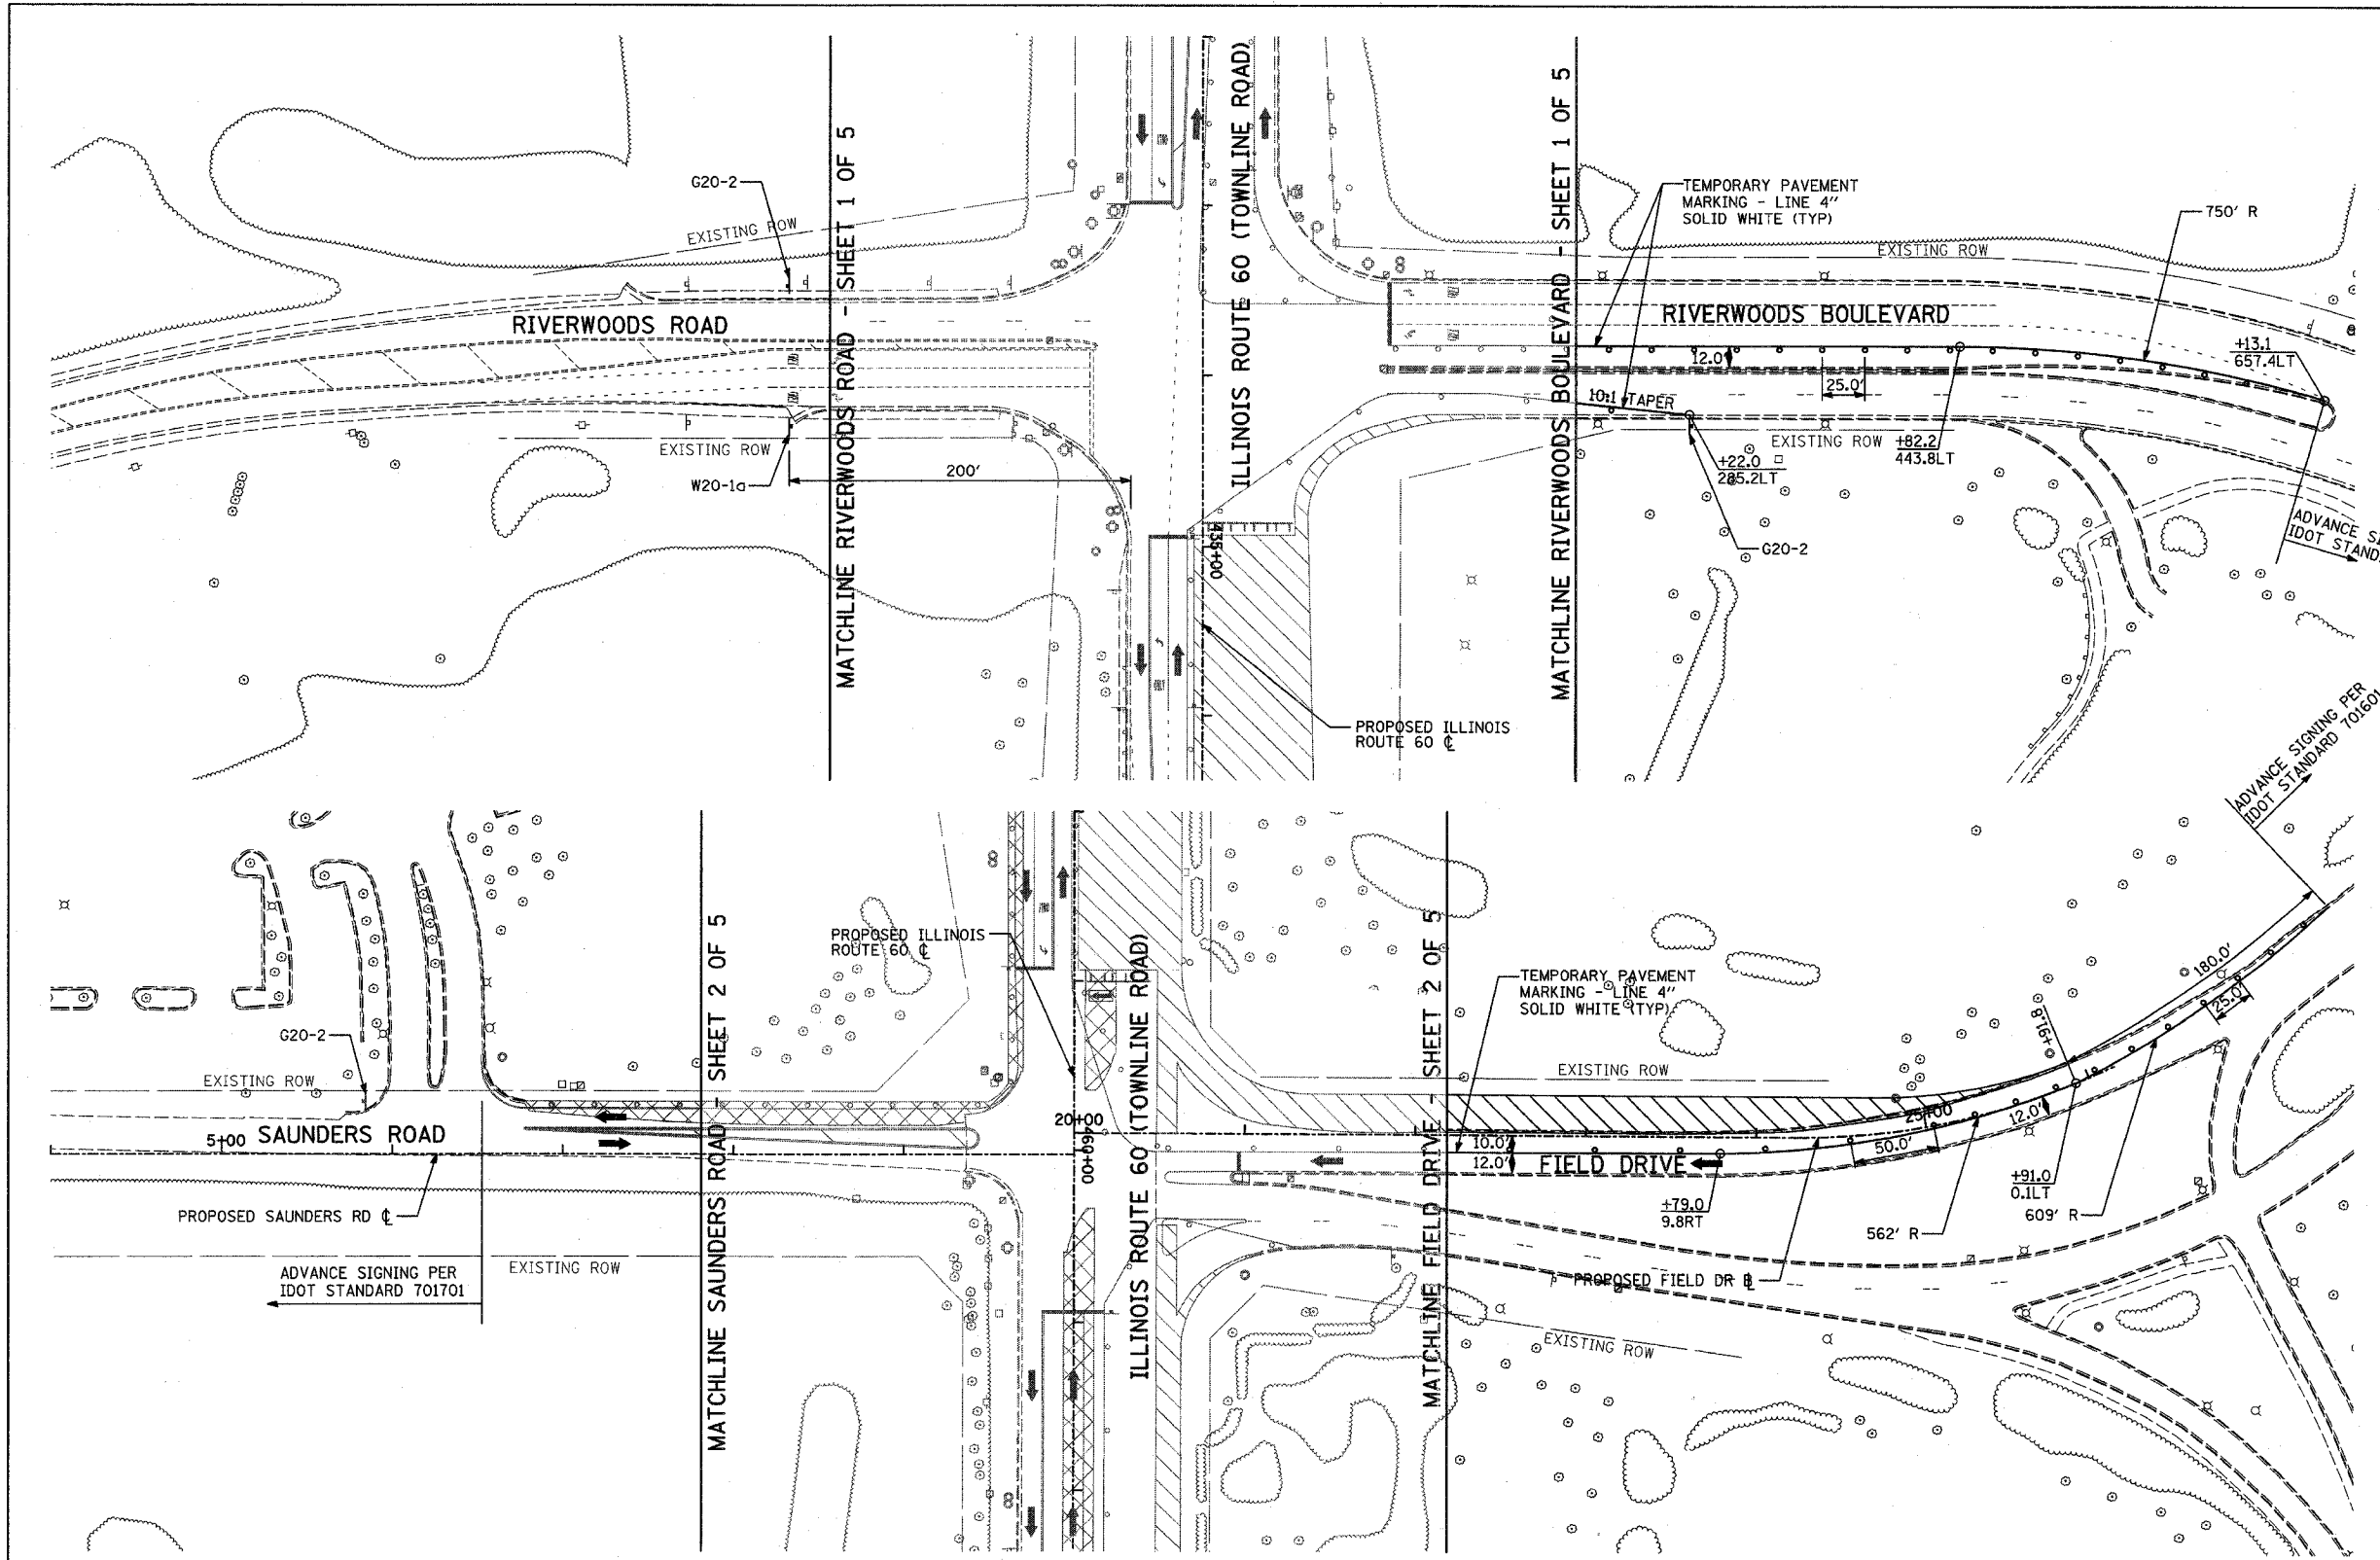 G20-2
EXISTING ROW
RIVERWOODS ROAD
EXISTING ROW
W20-1a
200'
MATCHLINE RIVERWOODS ROAD - SHEET 1 OF 5
ILLINOIS ROUTE 60 (TOWNLINE ROAD)
435+00
PROPOSED ILLINOIS
ROUTE 60 ℄
MATCHLINE RIVERWOODS BOULEVARD - SHEET 1 OF 5
TEMPORARY PAVEMENT
MARKING - LINE 4"
SOLID WHITE (TYP)
750' R
EXISTING ROW
RIVERWOODS BOULEVARD
+13.1
657.4LT
12.0'
25.0'
10:1 TAPER
EXISTING ROW
+82.2
443.8LT
+22.0
285.2LT
G20-2
ADVANCE SI
IDOT STAND
ADVANCE SIGNING PER
IDOT STANDARD 701601
G20-2
EXISTING ROW
5+00
SAUNDERS ROAD
PROPOSED SAUNDERS RD ℄
ADVANCE SIGNING PER
IDOT STANDARD 701701
EXISTING ROW
MATCHLINE SAUNDERS ROAD - SHEET 2 OF 5
PROPOSED ILLINOIS
ROUTE 60 ℄
20+00
460+00
ILLINOIS ROUTE 60 (TOWNLINE ROAD)
MATCHLINE FIELD DRIVE - SHEET 2 OF 5
TEMPORARY PAVEMENT
MARKING - LINE 4"
SOLID WHITE (TYP)
EXISTING ROW
180.0'
25.0'
+91.8
25+00
12.0'
10.0'
12.0'
FIELD DRIVE
50.0'
+79.0
9.8RT
+91.0
0.1LT
609' R
562' R
PROPOSED FIELD DR B
EXISTING ROW